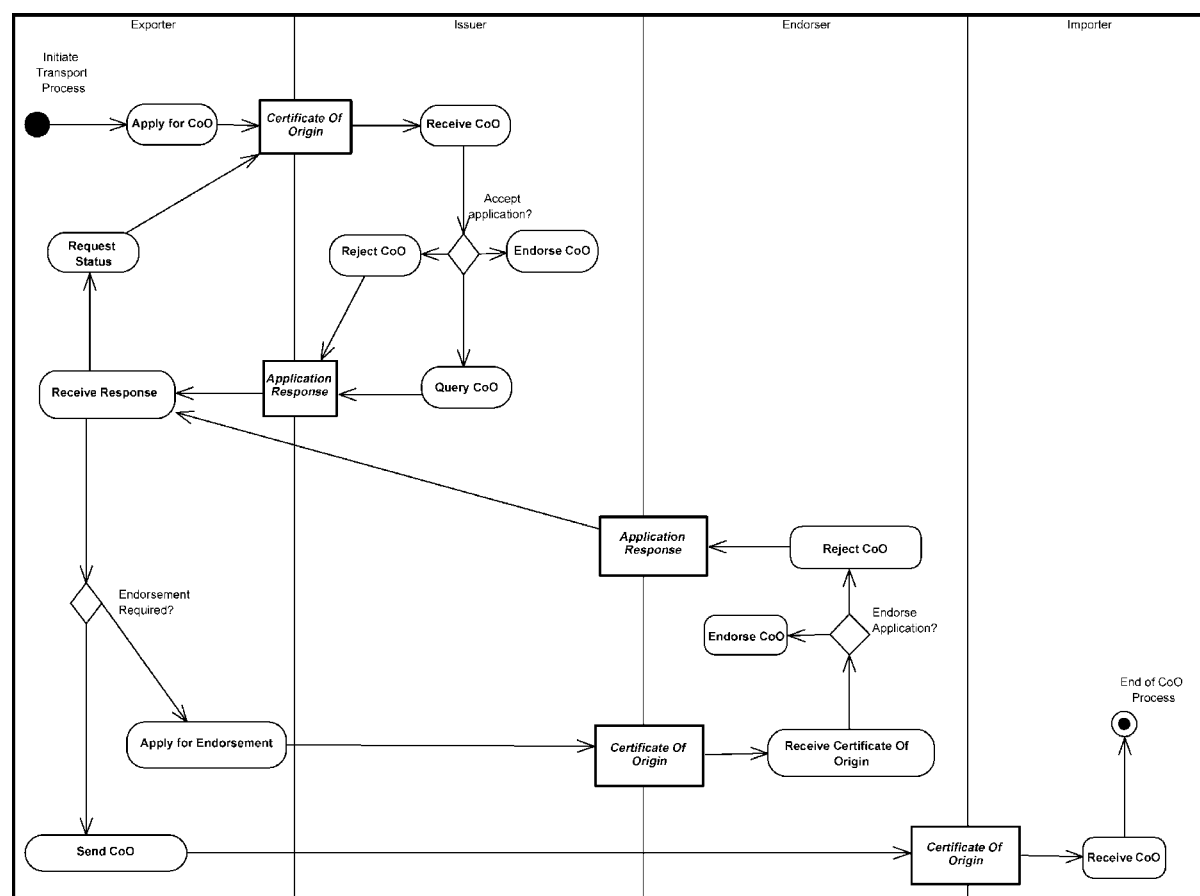 Exporter
Issuer
Endorser
Importer
Initiate
Transport
Process
Apply for CoO
Certificate Of
Origin
Receive CoO
Accept
application?
Request
Status
Reject CoO
Endorse CoO
Receive Response
Application
Response
Query CoO
Application
Response
Reject CoO
Endorsement
Required?
Endorse CoO
Endorse
Application?
End of CoO
Process
Apply for Endorsement
Certificate Of
Origin
Receive Certificate Of
Origin
Send CoO
Certificate Of
Origin
Receive CoO